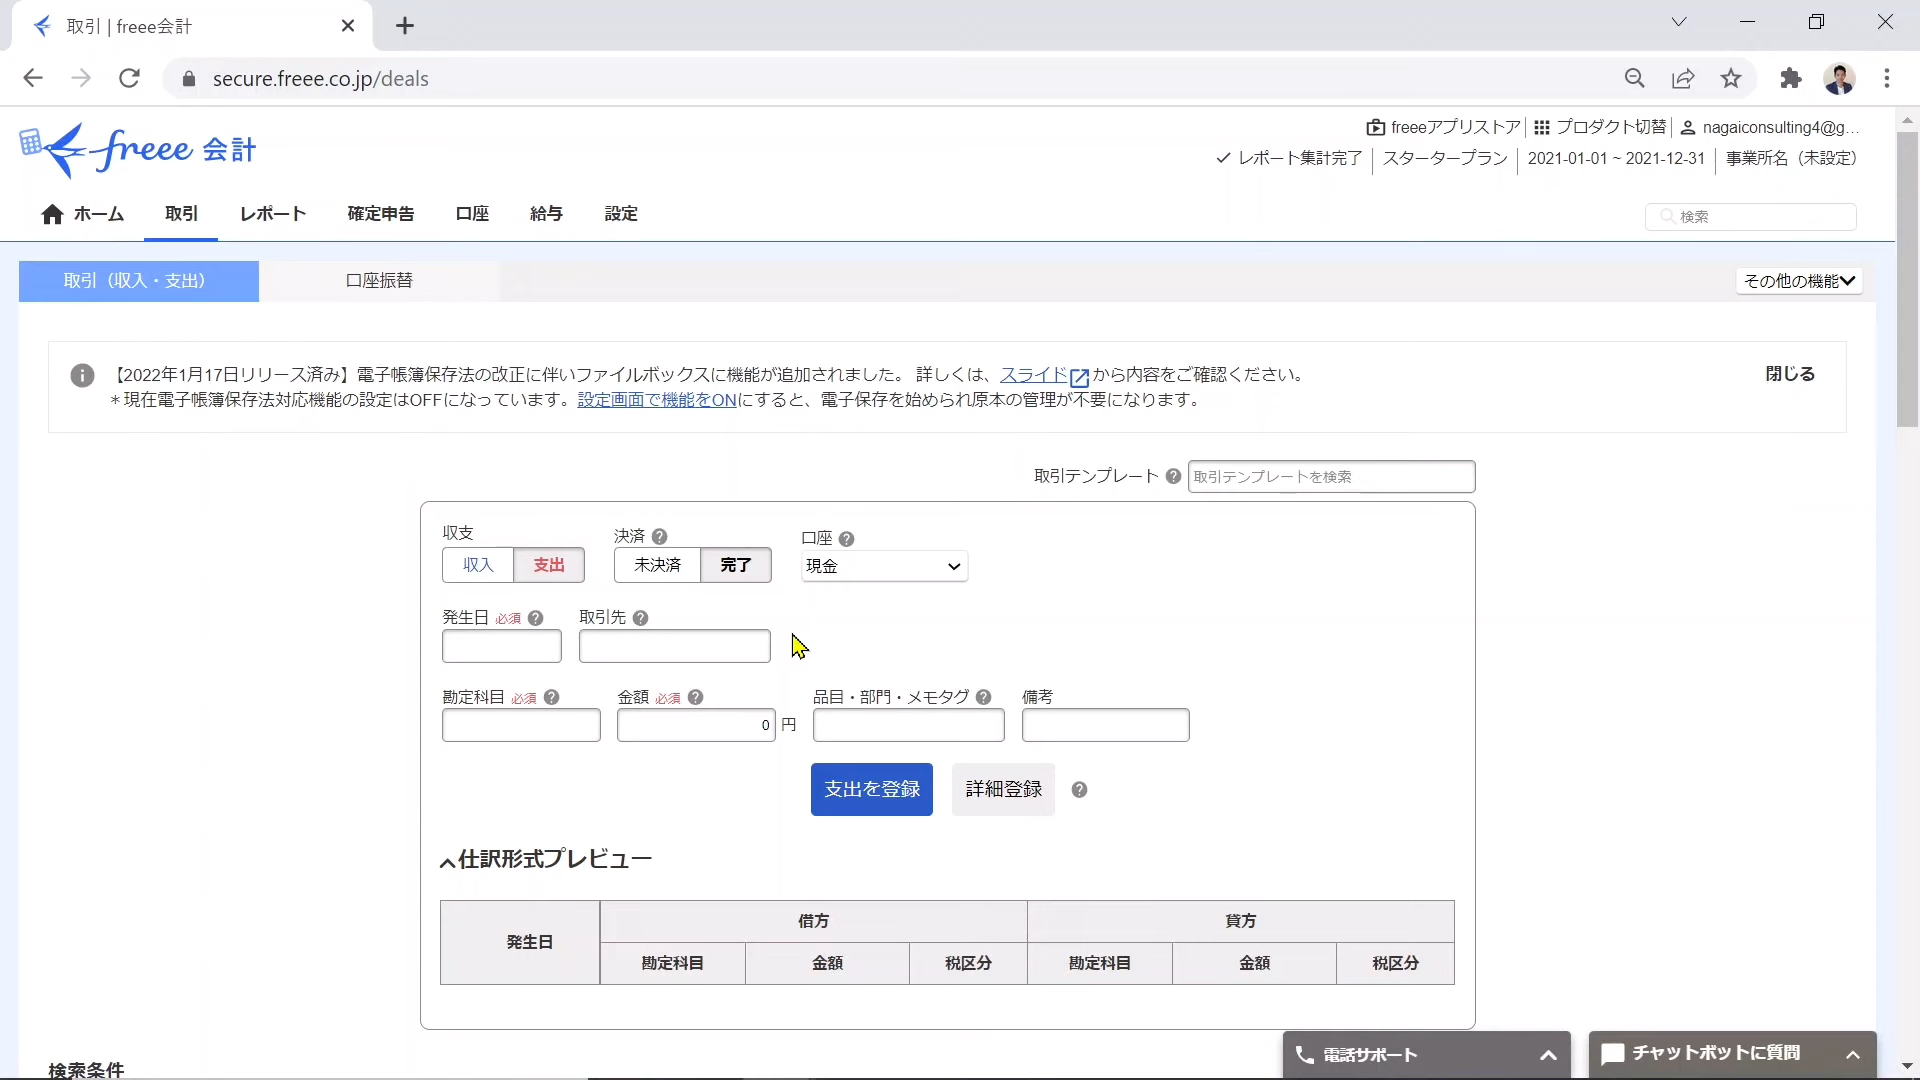 取引 | freee会計
secure.freee.co.jp/deals
freee 会計
freeeアプリストア
プロダクト切替
nagaiconsulting4@g...
レポート集計完了
スタータープラン
2021-01-01 ~ 2021-12-31
事業所名（未設定）
ホーム
取引
レポート
確定申告
口座
給与
設定
検索
取引（収入・支出）
口座振替
その他の機能
【2022年1月17日リリース済み】電子帳簿保存法の改正に伴いファイルボックスに機能が追加されました。 詳しくは、スライドから内容をご確認ください。
＊現在電子帳簿保存法対応機能の設定はOFFになっています。設定画面で機能をONにすると、電子保存を始められ原本の管理が不要になります。
閉じる
取引テンプレート
取引テンプレートを検索
収支
決済
口座
収入
支出
未決済
完了
現金
発生日 必須
取引先
勘定科目 必須
金額 必須
品目・部門・メモタグ
備考
0 円
支出を登録
詳細登録
仕訳形式プレビュー
発生日
借方
貸方
勘定科目
金額
税区分
勘定科目
金額
税区分
検索条件
電話サポート
チャットボットに質問